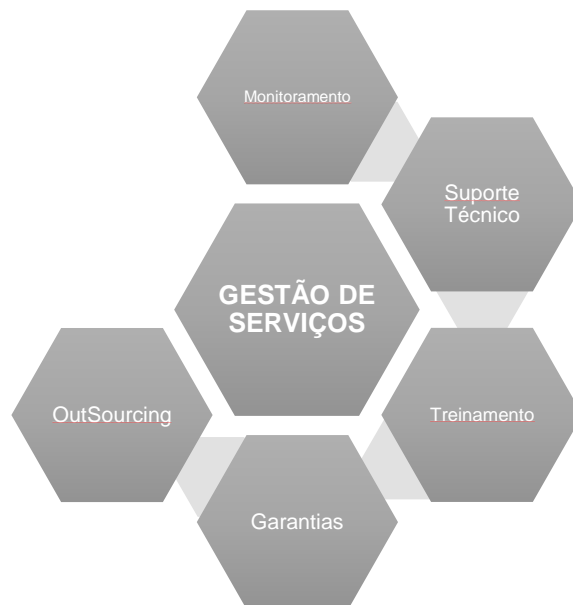 Monitoramento
Suporte
Técnico
GESTÃO DE
SERVIÇOS
OutSourcing
Treinamento
Garantias